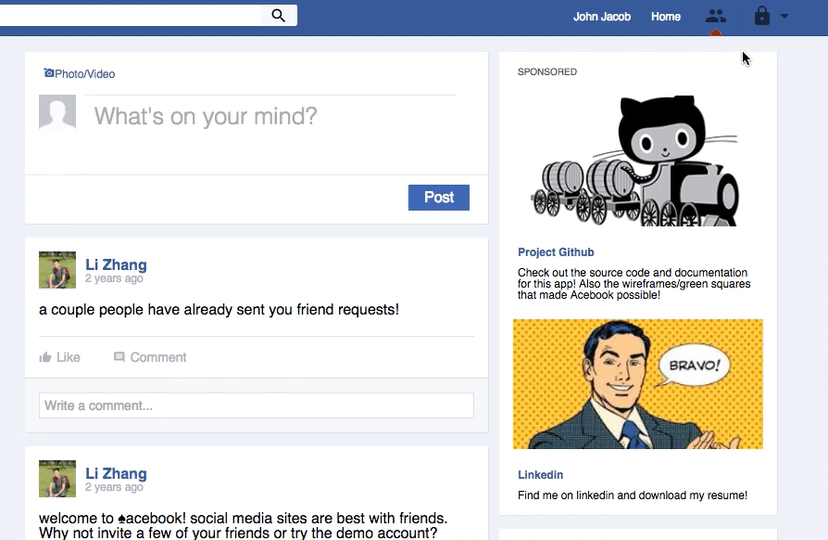 John Jacob
Home
Photo/Video
What's on your mind?
Post
Li Zhang
2 years ago
a couple people have already sent you friend requests!
Like
Comment
Write a comment...
Li Zhang
2 years ago
welcome to ♠acebook! social media sites are best with friends.
Why not invite a few of your friends or try the demo account?
SPONSORED
Project Github
Check out the source code and documentation
for this app! Also the wireframes/green squares
that made Acebook possible!
BRAVO!
Linkedin
Find me on linkedin and download my resume!